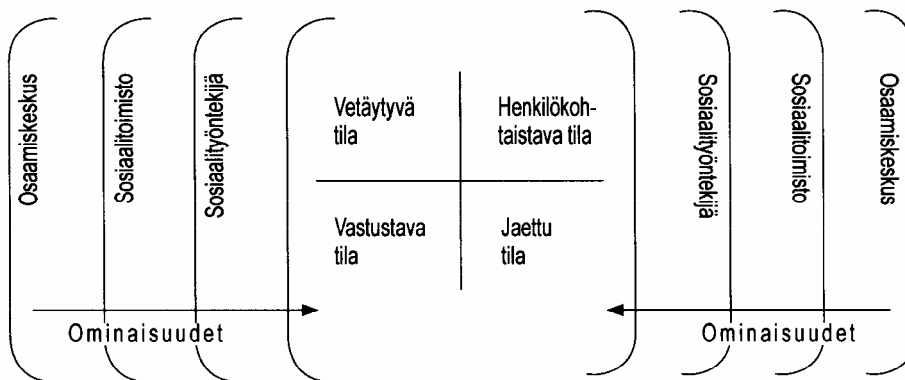 Osaamiskeskus
Sosiaalitoimisto
Sosiaalityöntekijä
Vetäytyvä
tila
Henkilökoh-
taistava tila
Vastustava
tila
Jaettu
tila
Sosiaalityöntekijä
Sosiaalitoimisto
Osaamiskeskus
Ominaisuudet
Ominaisuudet